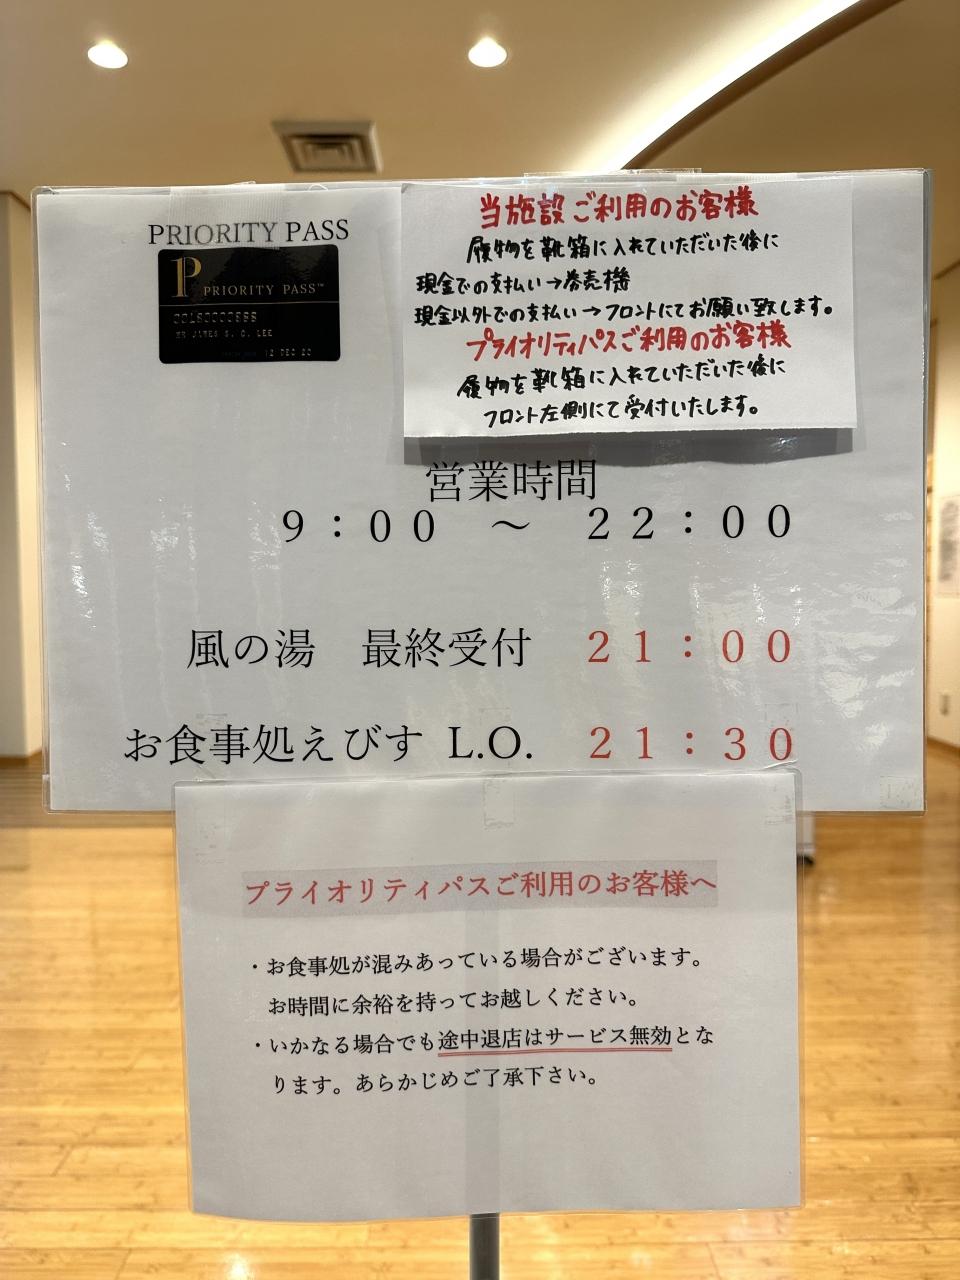 PRIORITY PASS
PRIORITY PASS™
MR JAMES S. C. LEE
12 DEC 20
当施設ご利用のお客様
履物を靴箱に入れていただいた後に
現金での支払い→券売機
現金以外での支払い→フロントにてお願い致します。
プライオリティパスご利用のお客様
履物を靴箱に入れていただいた後に
フロント左側にて受付いたします。
営業時間
9:00 ～ 22:00
風の湯 最終受付 21:00
お食事処えびす L.O. 21:30
プライオリティパスご利用のお客様へ
・お食事処が混みあっている場合がございます。
お時間に余裕を持ってお越しください。
・いかなる場合でも途中退店はサービス無効とな
ります。あらかじめご了承下さい。